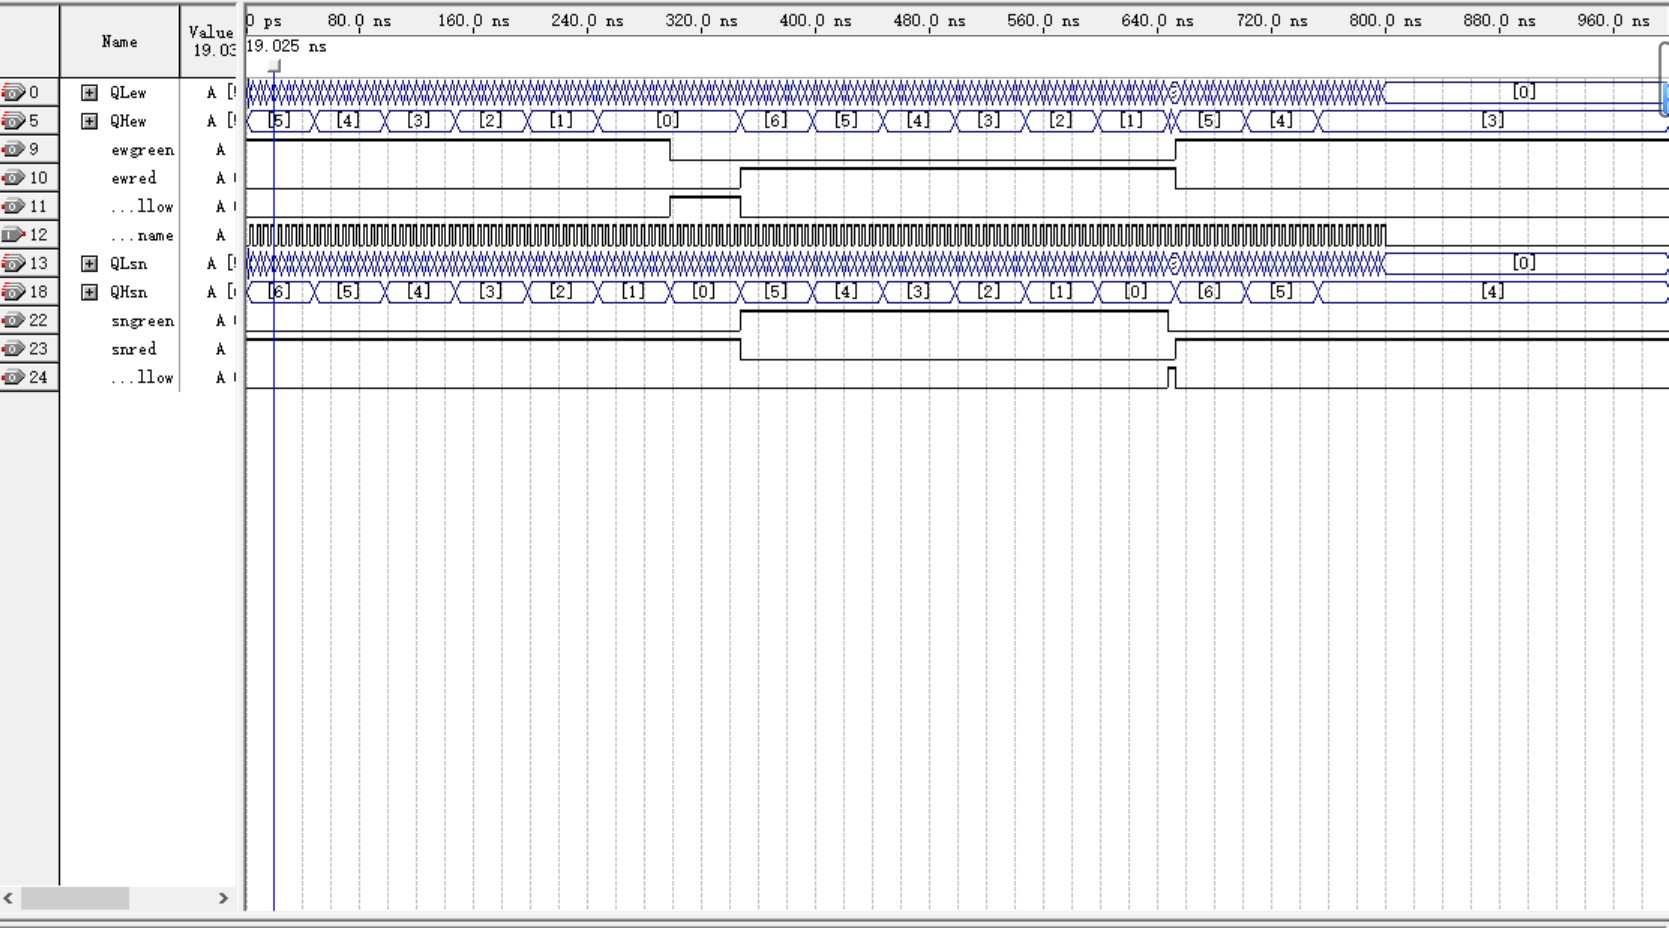 0 ps 80.0 ns 160.0 ns 240.0 ns 320.0 ns 400.0 ns 480.0 ns 560.0 ns 640.0 ns 720.0 ns 800.0 ns 880.0 ns 960.0 ns
Name
Value
19.03
19.025 ns
0 QLew A [ [0]
5 QHew A [ [5] [4] [3] [2] [1] [0] [6] [5] [4] [3] [2] [1] [5] [4] [3]
9 ewgreen A
10 ewred A
11 ...llow A
12 ...name A
13 QLsn A [ [0]
18 QHsn A [ [6] [5] [4] [3] [2] [1] [0] [5] [4] [3] [2] [1] [0] [6] [5] [4]
22 sngreen A
23 snred A
24 ...llow A